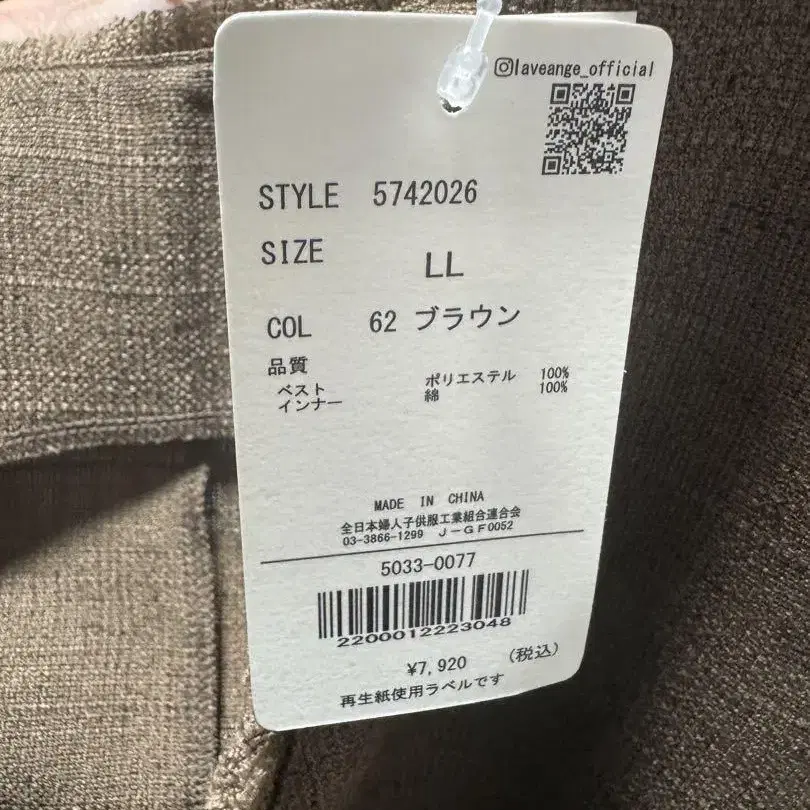 laveange_official
STYLE 5742026
SIZE LL
COL 62 ブラウン
品質
ベスト ポリエステル 100%
インナー 綿 100%
MADE IN CHINA
全日本婦人子供服工業組合連合会
03-3866-1299 J-GF0052
5033-0077
2200012223048
¥7,920 (税込)
再生紙使用ラベルです